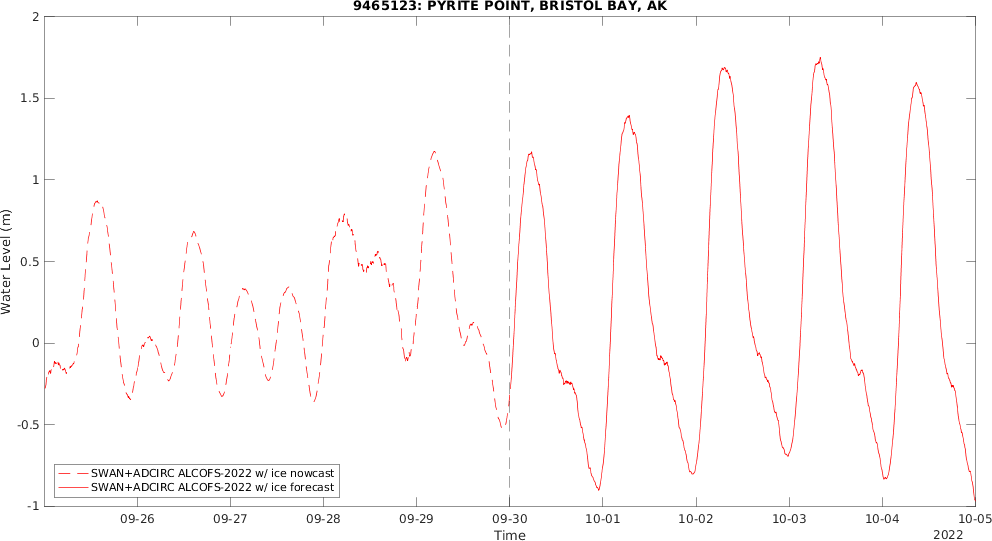 9465123: PYRITE POINT, BRISTOL BAY, AK
2
1.5
1
0.5
0
-0.5
-1
Water Level (m)
SWAN+ADCIRC ALCOFS-2022 w/ ice nowcast
SWAN+ADCIRC ALCOFS-2022 w/ ice forecast
09-26 09-27 09-28 09-29 09-30 10-01 10-02 10-03 10-04 10-05
Time
2022